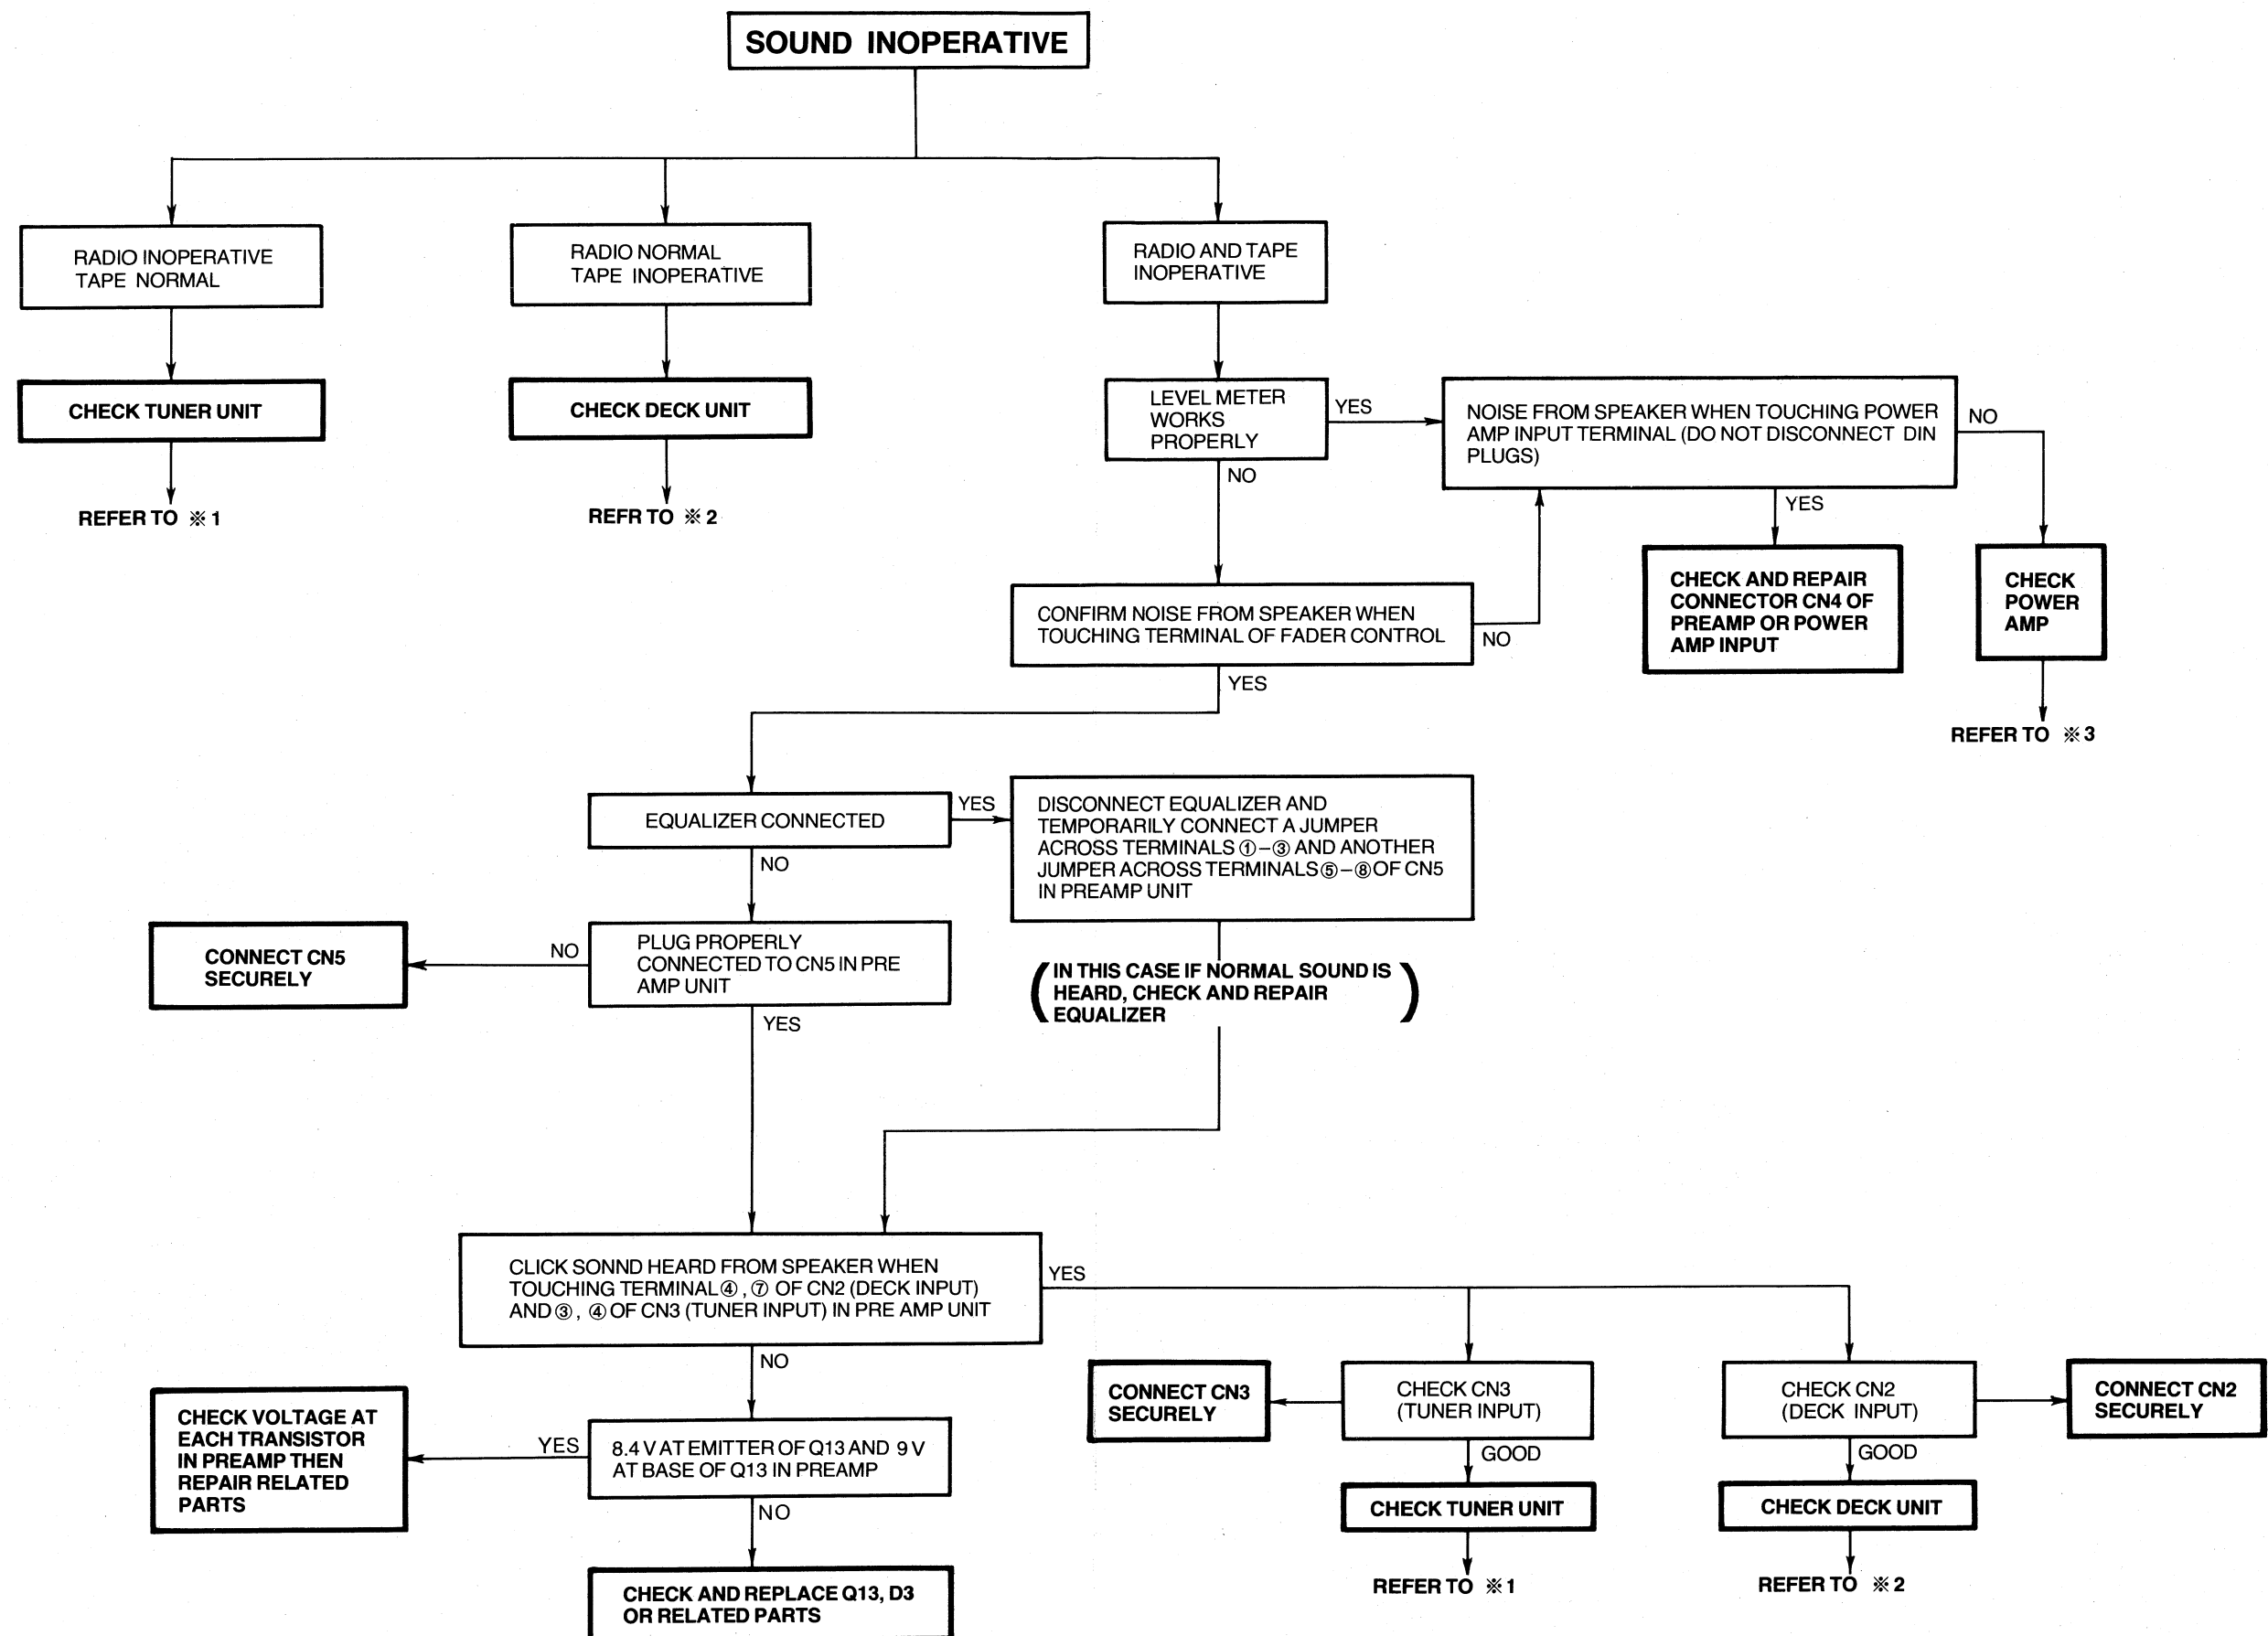 SOUND INOPERATIVE
RADIO INOPERATIVE
TAPE NORMAL
RADIO NORMAL
TAPE INOPERATIVE
RADIO AND TAPE
INOPERATIVE
CHECK TUNER UNIT
REFER TO ※1
CHECK DECK UNIT
REFR TO ※2
LEVEL METER
WORKS
PROPERLY
YES
NO
NOISE FROM SPEAKER WHEN TOUCHING POWER
AMP INPUT TERMINAL (DO NOT DISCONNECT DIN
PLUGS)
NO
YES
CHECK AND REPAIR
CONNECTOR CN4 OF
PREAMP OR POWER
AMP INPUT
CHECK
POWER
AMP
REFER TO ※3
CONFIRM NOISE FROM SPEAKER WHEN
TOUCHING TERMINAL OF FADER CONTROL
NO
YES
EQUALIZER CONNECTED
YES
NO
DISCONNECT EQUALIZER AND
TEMPORARILY CONNECT A JUMPER
ACROSS TERMINALS ①-③ AND ANOTHER
JUMPER ACROSS TERMINALS ⑤-⑧ OF CN5
IN PREAMP UNIT
(IN THIS CASE IF NORMAL SOUND IS
HEARD, CHECK AND REPAIR
EQUALIZER)
PLUG PROPERLY
CONNECTED TO CN5 IN PRE
AMP UNIT
NO
CONNECT CN5
SECURELY
YES
CLICK SONND HEARD FROM SPEAKER WHEN
TOUCHING TERMINAL ④, ⑦ OF CN2 (DECK INPUT)
AND ③, ④ OF CN3 (TUNER INPUT) IN PRE AMP UNIT
YES
NO
8.4 V AT EMITTER OF Q13 AND 9 V
AT BASE OF Q13 IN PREAMP
YES
CHECK VOLTAGE AT
EACH TRANSISTOR
IN PREAMP THEN
REPAIR RELATED
PARTS
NO
CHECK AND REPLACE Q13, D3
OR RELATED PARTS
CONNECT CN3
SECURELY
CHECK CN3
(TUNER INPUT)
GOOD
CHECK TUNER UNIT
REFER TO ※1
CHECK CN2
(DECK INPUT)
CONNECT CN2
SECURELY
GOOD
CHECK DECK UNIT
REFER TO ※2